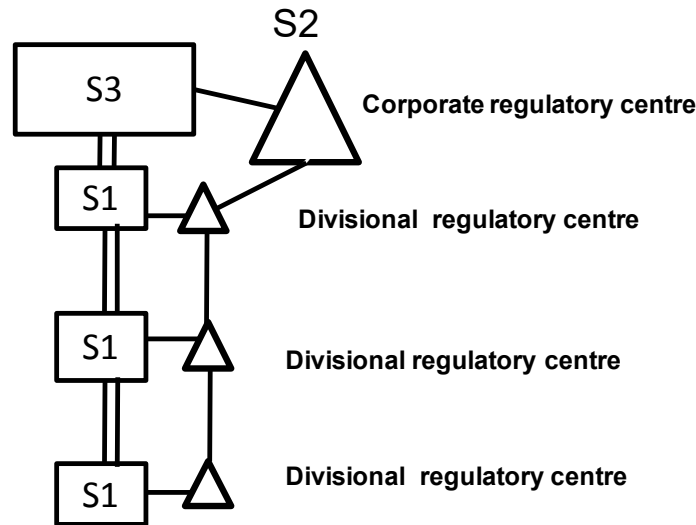 S2
S3
Corporate regulatory centre
S1
Divisional regulatory centre
S1
Divisional regulatory centre
S1
Divisional regulatory centre